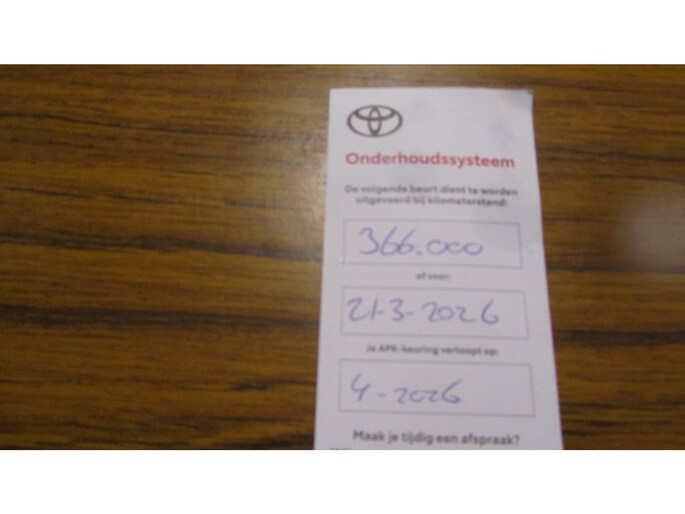 Onderhoudssysteem
De volgende beurt dient te worden
uitgevoerd bij kilometerstand:
366.000
of voor:
21-3-2026
Je APK-keuring verloopt op:
4-2026
Maak je tijdig een afspraak?